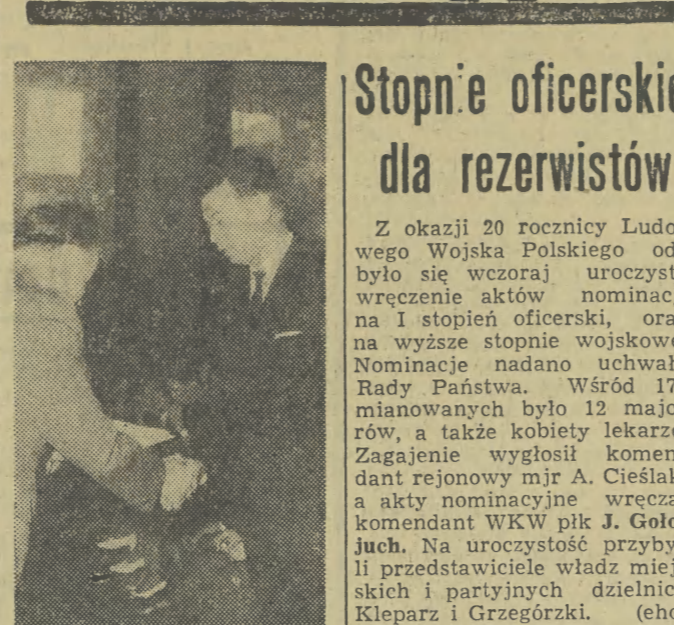 Stopnie oficerskie
dla rezerwistów
Z okazji 20 rocznicy Ludo
wego Wojska Polskiego od
było się wczoraj uroczyst
wręczenie aktów nominac
na I stopień oficerski, ora
na wyższe stopnie wojskowe
Nominacje nadano uchwał
Rady Państwa. Wśród 17
mianowanych było 12 majo
rów, a także kobiety lekarze
Zagajenie wygłosił komen
dant rejonowy mjr A. Cieślak
a akty nominacyjne wręcza
komendant WKW płk J. Goło
juch. Na uroczystość przyby
li przedstawiciele władz miej
skich i partyjnych dzielnic
Kleparz i Grzegórzki. (eho